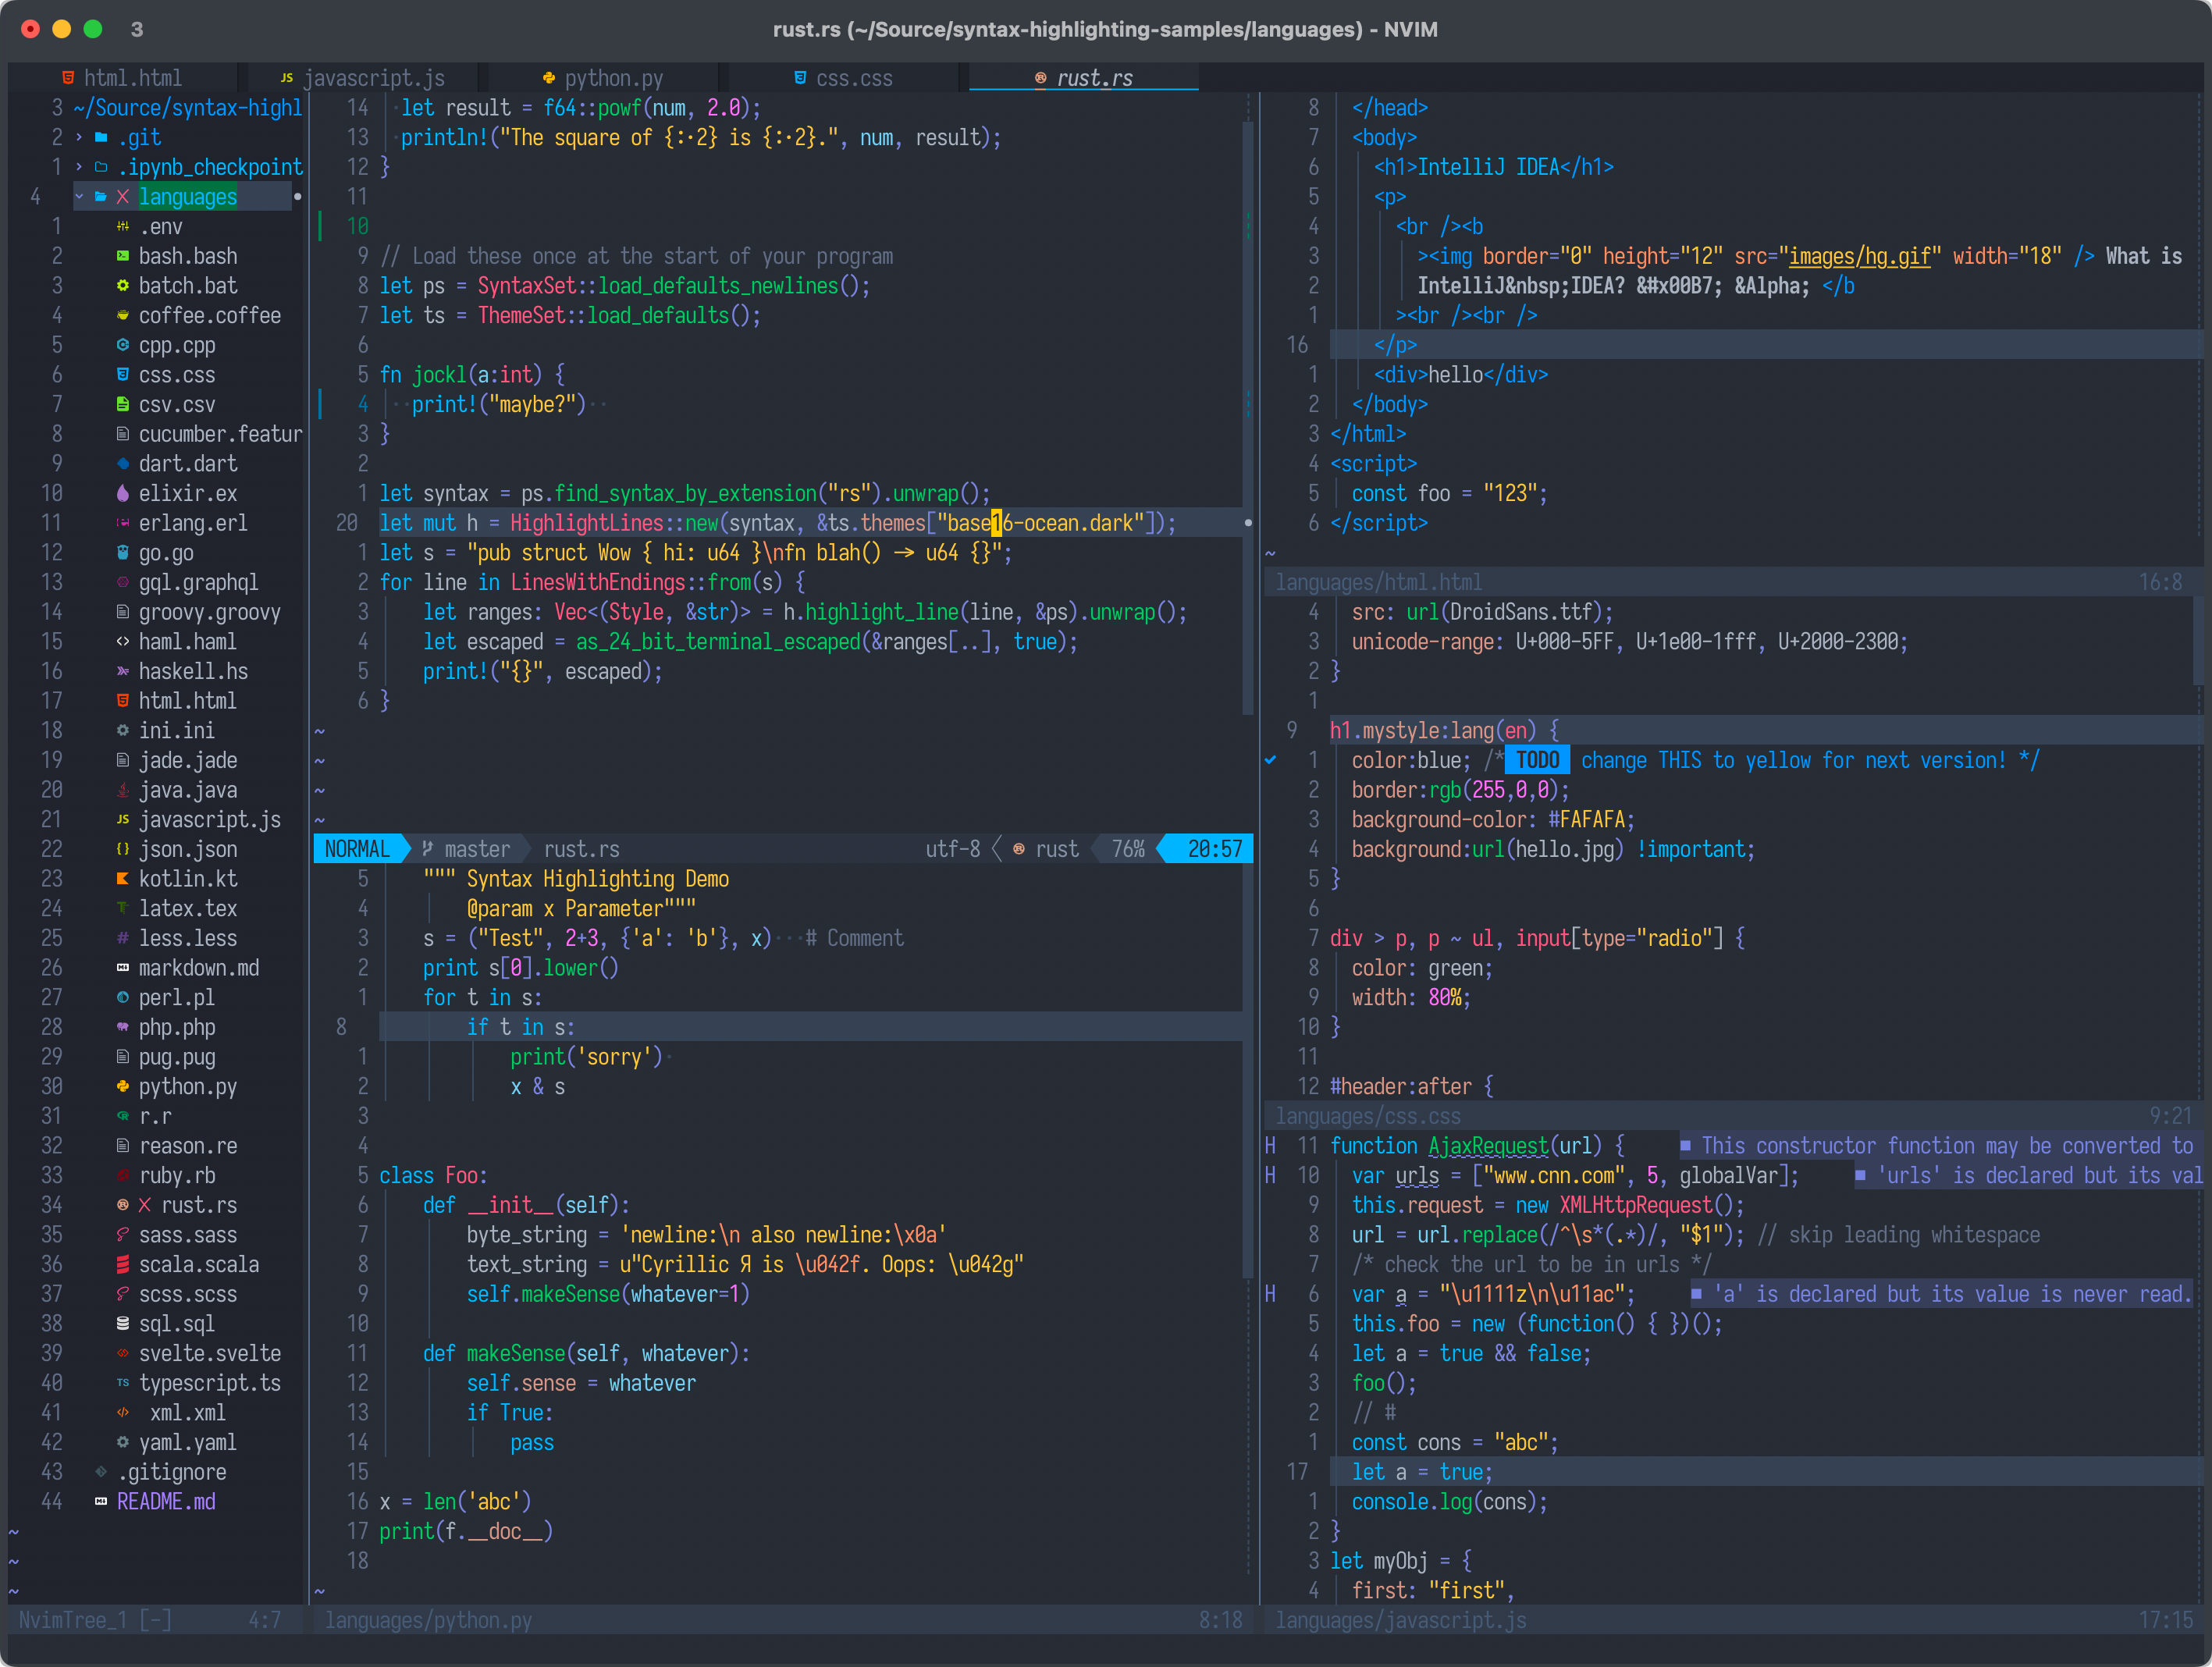 3
rust.rs (~/Source/syntax-highlighting-samples/languages) - NVIM
html.html
JS javascript.js
python.py
css.css
rust.rs
3 ~/Source/syntax-highl
2 › .git
1 › .ipynb_checkpoint
4 languages
1 .env
2 bash.bash
3 batch.bat
4 coffee.coffee
5 cpp.cpp
6 css.css
7 csv.csv
8 cucumber.featur
9 dart.dart
10 elixir.ex
11 erlang.erl
12 go.go
13 gql.graphql
14 groovy.groovy
15 haml.haml
16 haskell.hs
17 html.html
18 ini.ini
19 jade.jade
20 java.java
21 JS javascript.js
22 {} json.json
23 kotlin.kt
24 latex.tex
25 # less.less
26 markdown.md
27 perl.pl
28 php.php
29 pug.pug
30 python.py
31 r.r
32 reason.re
33 ruby.rb
34 X rust.rs
35 sass.sass
36 scala.scala
37 scss.scss
38 sql.sql
39 svelte.svelte
40 TS typescript.ts
41 xml.xml
42 yaml.yaml
43 .gitignore
44 README.md
~
~
~
NvimTree_1 [-] 4:7
14 let result = f64::powf(num, 2.0);
13 println!("The square of {:·2} is {:·2}.", num, result);
12 }
11
10
9 // Load these once at the start of your program
8 let ps = SyntaxSet::load_defaults_newlines();
7 let ts = ThemeSet::load_defaults();
6
5 fn jockl(a:int) {
4 ··print!("maybe?")··
3 }
2
1 let syntax = ps.find_syntax_by_extension("rs").unwrap();
20 let mut h = HighlightLines::new(syntax, &ts.themes["base16-ocean.dark"]);
1 let s = "pub struct Wow { hi: u64 }\nfn blah() -> u64 {}";
2 for line in LinesWithEndings::from(s) {
3 let ranges: Vec<(Style, &str)> = h.highlight_line(line, &ps).unwrap();
4 let escaped = as_24_bit_terminal_escaped(&ranges[..], true);
5 print!("{}", escaped);
6 }
~
~
~
~
NORMAL master rust.rs utf-8 rust 76% 20:57
5 """ Syntax Highlighting Demo
4 @param x Parameter"""
3 s = ("Test", 2+3, {'a': 'b'}, x)···# Comment
2 print s[0].lower()
1 for t in s:
8 if t in s:
1 print('sorry')·
2 x & s
3
4
5 class Foo:
6 def __init__(self):
7 byte_string = 'newline:\n also newline:\x0a'
8 text_string = u"Cyrillic Я is \u042f. Oops: \u042g"
9 self.makeSense(whatever=1)
10
11 def makeSense(self, whatever):
12 self.sense = whatever
13 if True:
14 pass
15
16 x = len('abc')
17 print(f.__doc__)
18
~
languages/python.py 8:18
8 </head>
7 <body>
6 <h1>IntelliJ IDEA</h1>
5 <p>
4 <br /><b
3 ><img border="0" height="12" src="images/hg.gif" width="18" /> What is
2 IntelliJ&nbsp;IDEA? &#x00B7; &Alpha; </b
1 ><br /><br />
16 </p>
1 <div>hello</div>
2 </body>
3 </html>
4 <script>
5 const foo = "123";
6 </script>
~
languages/html.html 16:8
4 src: url(DroidSans.ttf);
3 unicode-range: U+000-5FF, U+1e00-1fff, U+2000-2300;
2 }
1
9 h1.mystyle:lang(en) {
1 color:blue; /* TODO change THIS to yellow for next version! */
2 border:rgb(255,0,0);
3 background-color: #FAFAFA;
4 background:url(hello.jpg) !important;
5 }
6
7 div > p, p ~ ul, input[type="radio"] {
8 color: green;
9 width: 80%;
10 }
11
12 #header:after {
languages/css.css 9:21
H 11 function AjaxRequest(url) { ■ This constructor function may be converted to
H 10 var urls = ["www.cnn.com", 5, globalVar]; ■ 'urls' is declared but its val
9 this.request = new XMLHttpRequest();
8 url = url.replace(/^\s*(.*)/, "$1"); // skip leading whitespace
7 /* check the url to be in urls */
H 6 var a = "\u1111z\n\u11ac"; ■ 'a' is declared but its value is never read.
5 this.foo = new (function() { })();
4 let a = true && false;
3 foo();
2 // #
1 const cons = "abc";
17 let a = true;
1 console.log(cons);
2 }
3 let myObj = {
4 first: "first",
languages/javascript.js 17:15